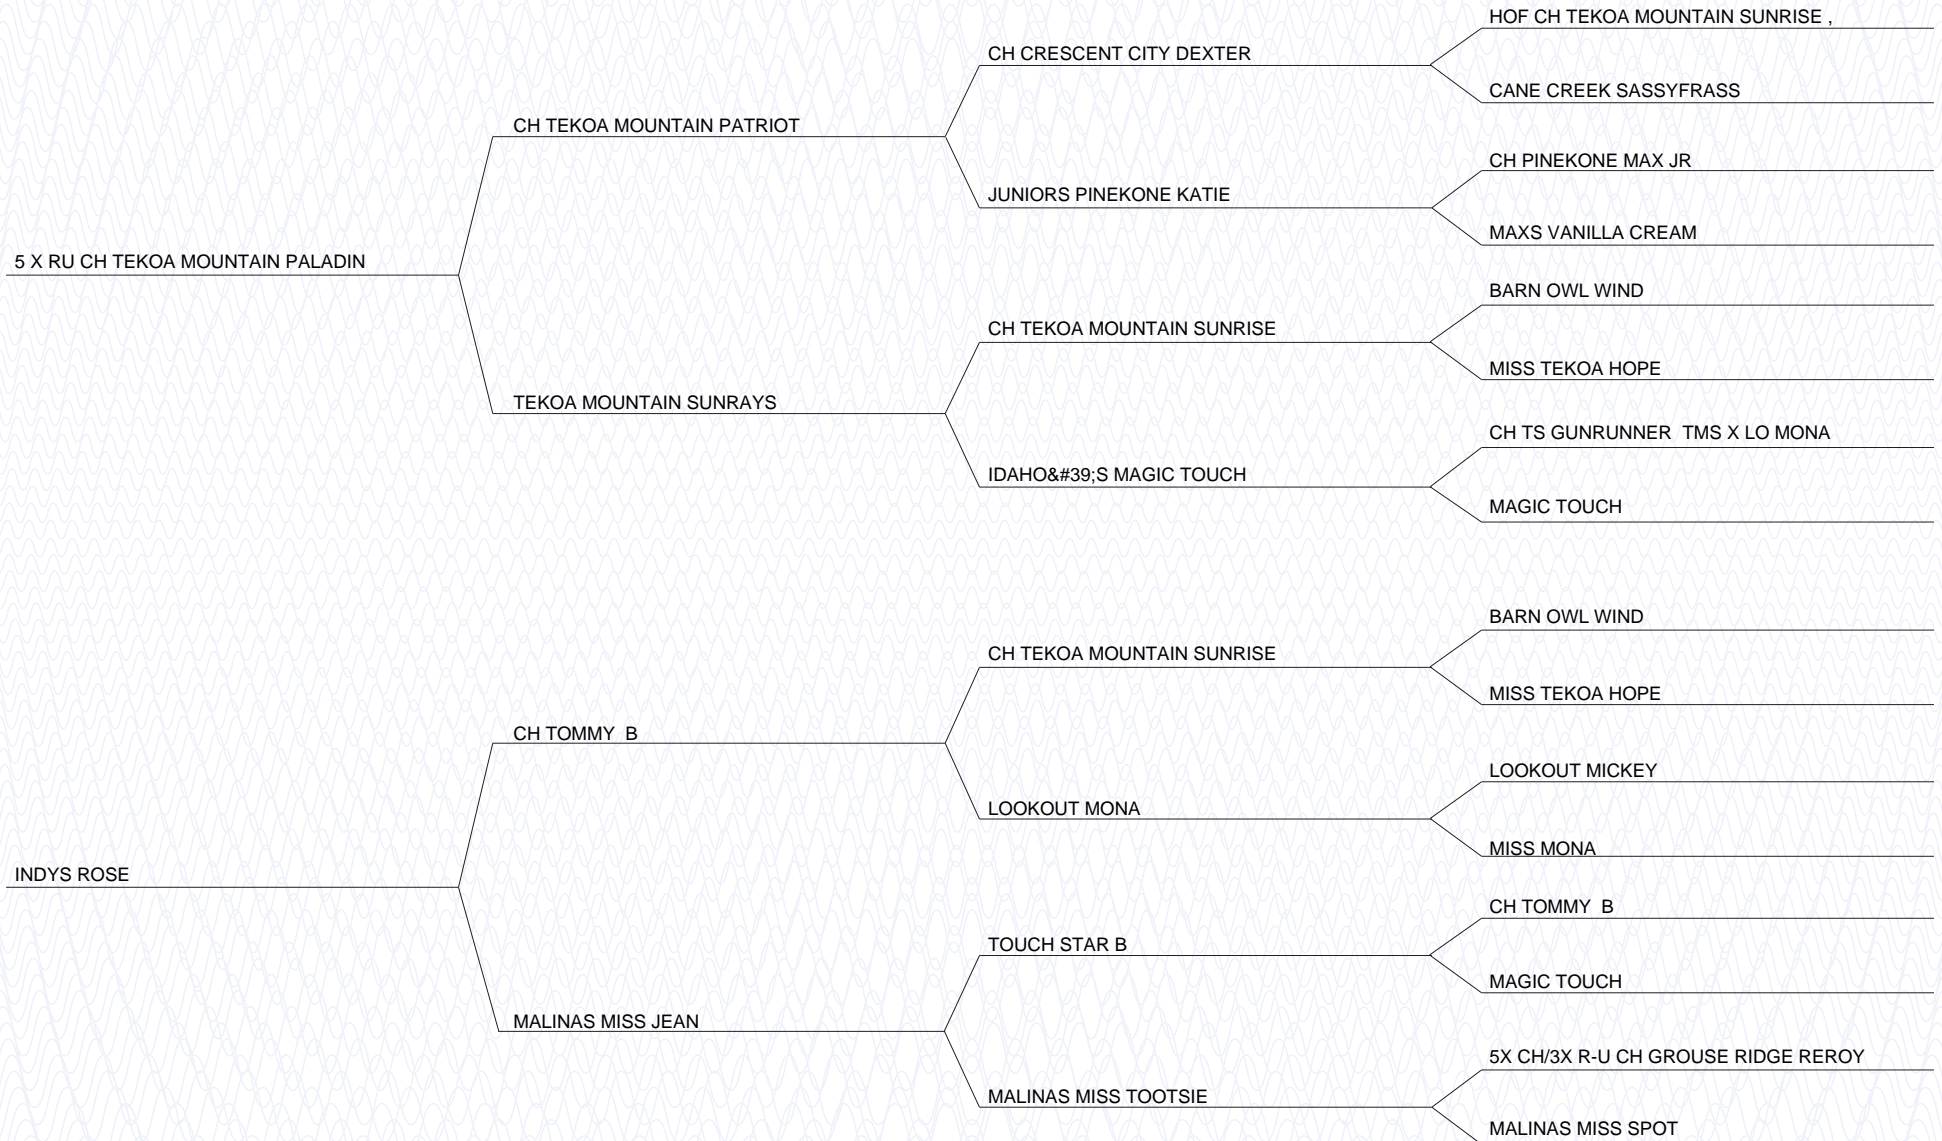 HOF CH TEKOA MOUNTAIN SUNRISE ,
CH CRESCENT CITY DEXTER
CANE CREEK SASSYFRASS
CH TEKOA MOUNTAIN PATRIOT
CH PINEKONE MAX JR
JUNIORS PINEKONE KATIE
MAXS VANILLA CREAM
5 X RU CH TEKOA MOUNTAIN PALADIN
BARN OWL WIND
CH TEKOA MOUNTAIN SUNRISE
MISS TEKOA HOPE
TEKOA MOUNTAIN SUNRAYS
CH TS GUNRUNNER  TMS X LO MONA
IDAHO&#39;S MAGIC TOUCH
MAGIC TOUCH
BARN OWL WIND
CH TEKOA MOUNTAIN SUNRISE
MISS TEKOA HOPE
CH TOMMY  B
LOOKOUT MICKEY
LOOKOUT MONA
MISS MONA
INDYS ROSE
CH TOMMY  B
TOUCH STAR B
MAGIC TOUCH
MALINAS MISS JEAN
5X CH/3X R-U CH GROUSE RIDGE REROY
MALINAS MISS TOOTSIE
MALINAS MISS SPOT